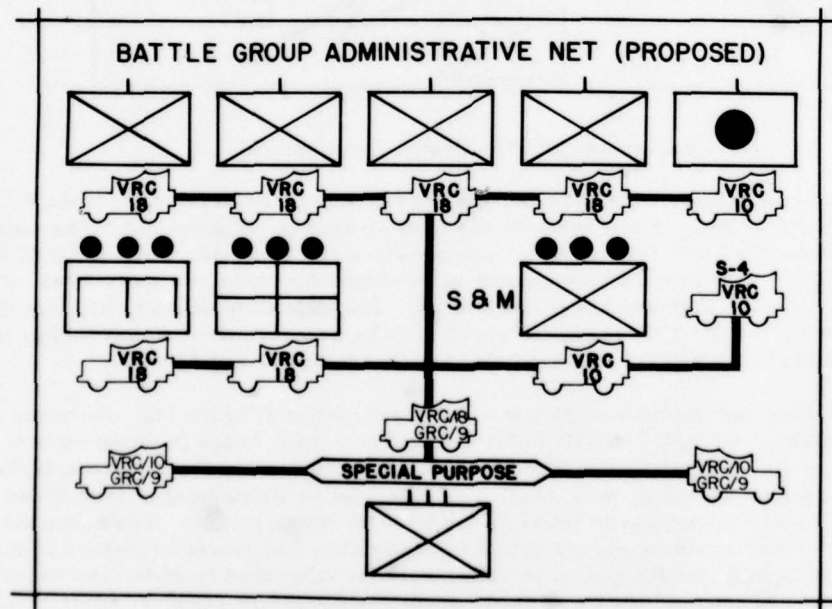 BATTLE GROUP ADMINISTRATIVE NET (PROPOSED)
VRC 18
VRC 18
VRC 18
VRC 18
VRC 10
S & M
S-4
VRC 10
VRC 18
VRC 18
VRC 10
VRC/18
GRC/9
VRC/10
GRC/9
SPECIAL PURPOSE
VRC/10
GRC/9